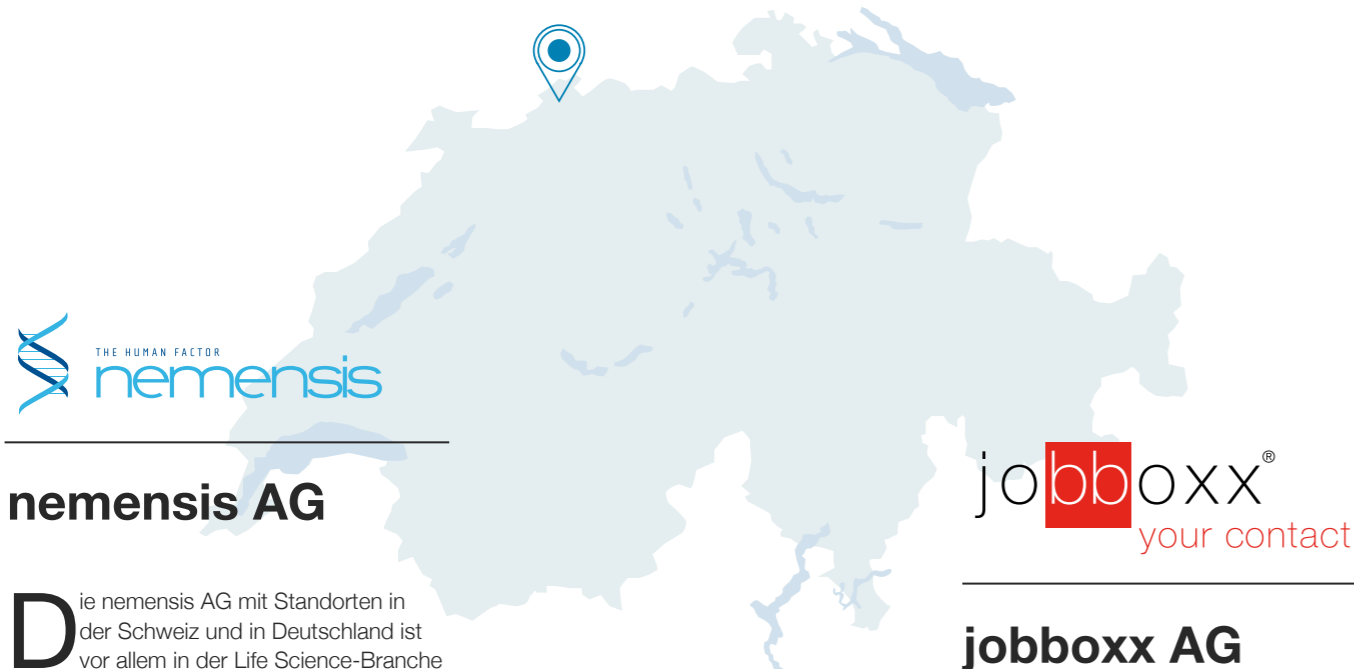 THE HUMAN FACTOR
nemensis
nemensis AG
Die nemensis AG mit Standorten in
der Schweiz und in Deutschland ist
vor allem in der Life Science-Branche
jobboxx®
your contact
jobboxx AG